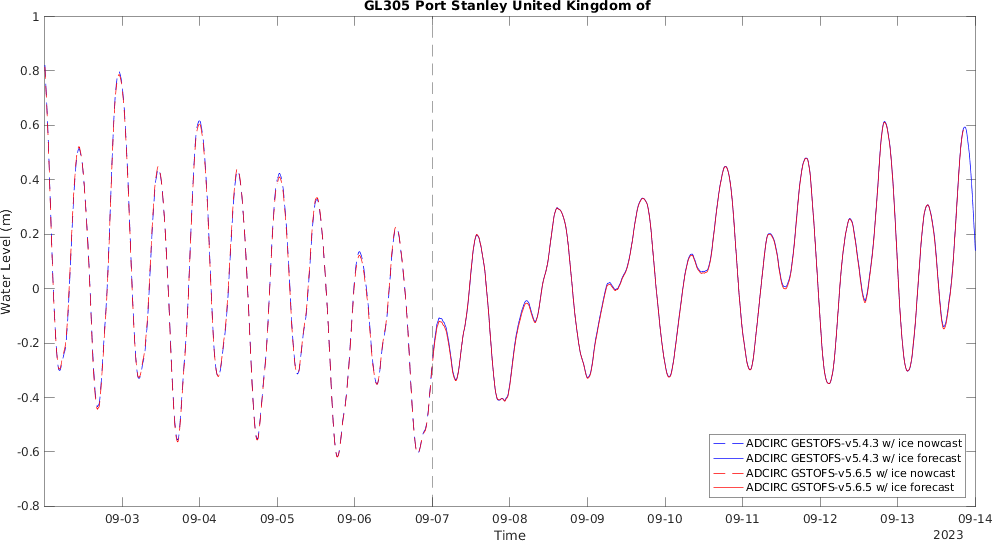 GL305 Port Stanley United Kingdom of
1
0.8
0.6
0.4
0.2
0
-0.2
-0.4
-0.6
-0.8
Water Level (m)
ADCIRC GESTOFS-v5.4.3 w/ ice nowcast
ADCIRC GESTOFS-v5.4.3 w/ ice forecast
ADCIRC GSTOFS-v5.6.5 w/ ice nowcast
ADCIRC GSTOFS-v5.6.5 w/ ice forecast
09-03 09-04 09-05 09-06 09-07 09-08 09-09 09-10 09-11 09-12 09-13 09-14
Time
2023